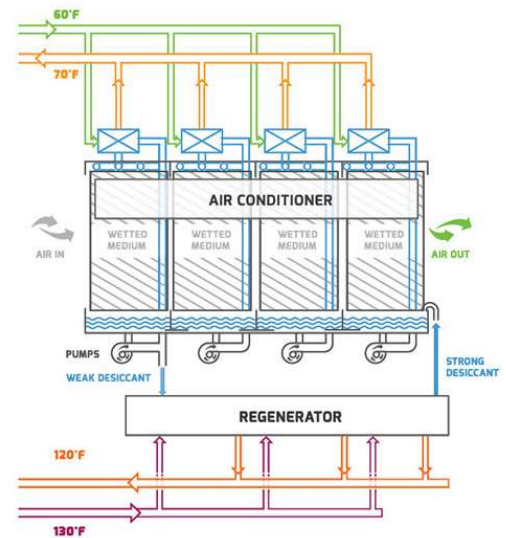 60°F
70°F
AIR CONDITIONER
WETTED
MEDIUM
WETTED
MEDIUM
WETTED
MEDIUM
WETTED
MEDIUM
AIR IN
AIR OUT
PUMPS
WEAK DESICCANT
STRONG
DESICCANT
REGENERATOR
120°F
130°F